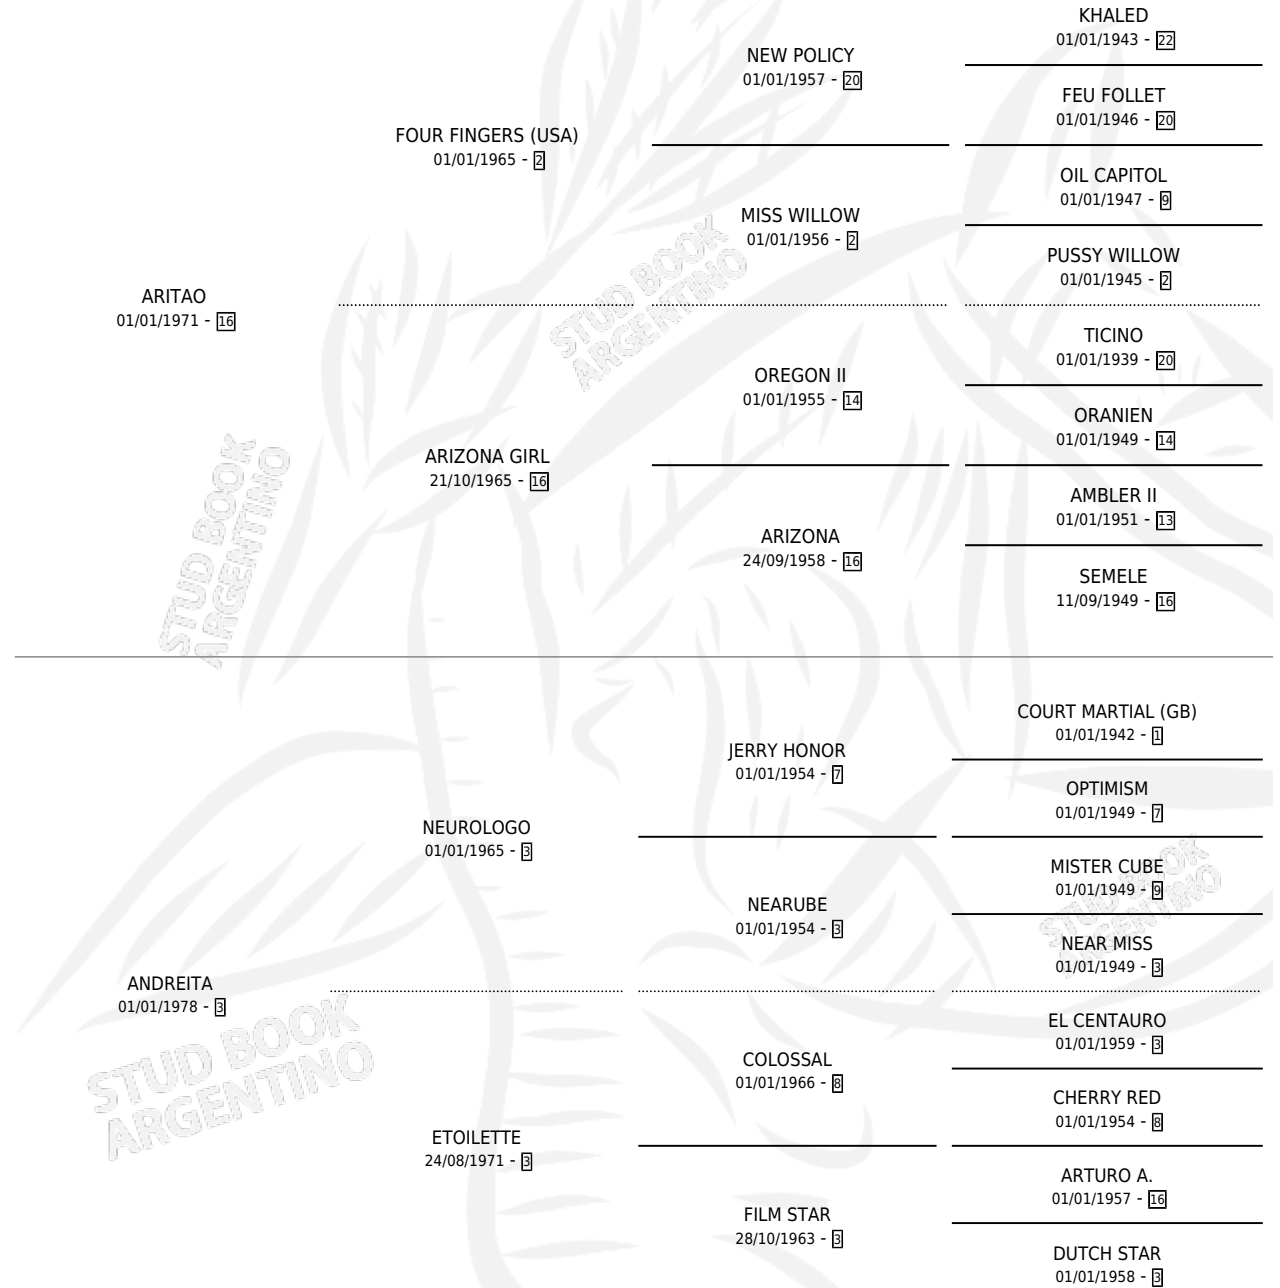 KHALED
01/01/1943 - 22
NEW POLICY
01/01/1957 - 20
FEU FOLLET
01/01/1946 - 20
FOUR FINGERS (USA)
01/01/1965 - 2
OIL CAPITOL
01/01/1947 - 9
MISS WILLOW
01/01/1956 - 2
PUSSY WILLOW
01/01/1945 - 2
ARITAO
01/01/1971 - 16
TICINO
01/01/1939 - 20
OREGON II
01/01/1955 - 14
ORANIEN
01/01/1949 - 14
ARIZONA GIRL
21/10/1965 - 16
AMBLER II
01/01/1951 - 13
ARIZONA
24/09/1958 - 16
SEMELE
11/09/1949 - 16
STUD BOOK
ARGENTINO
STUD BOOK
ARGENTINO
COURT MARTIAL (GB)
01/01/1942 - 1
JERRY HONOR
01/01/1954 - 7
OPTIMISM
01/01/1949 - 7
NEUROLOGO
01/01/1965 - 3
MISTER CUBE
01/01/1949 - 9
NEARUBE
01/01/1954 - 3
NEAR MISS
01/01/1949 - 3
ANDREITA
01/01/1978 - 3
EL CENTAURO
01/01/1959 - 3
COLOSSAL
01/01/1966 - 8
CHERRY RED
01/01/1954 - 8
ETOILETTE
24/08/1971 - 3
ARTURO A.
01/01/1957 - 16
FILM STAR
28/10/1963 - 3
DUTCH STAR
01/01/1958 - 3
STUD BOOK
ARGENTINO
STUD BOOK
ARGENTINO